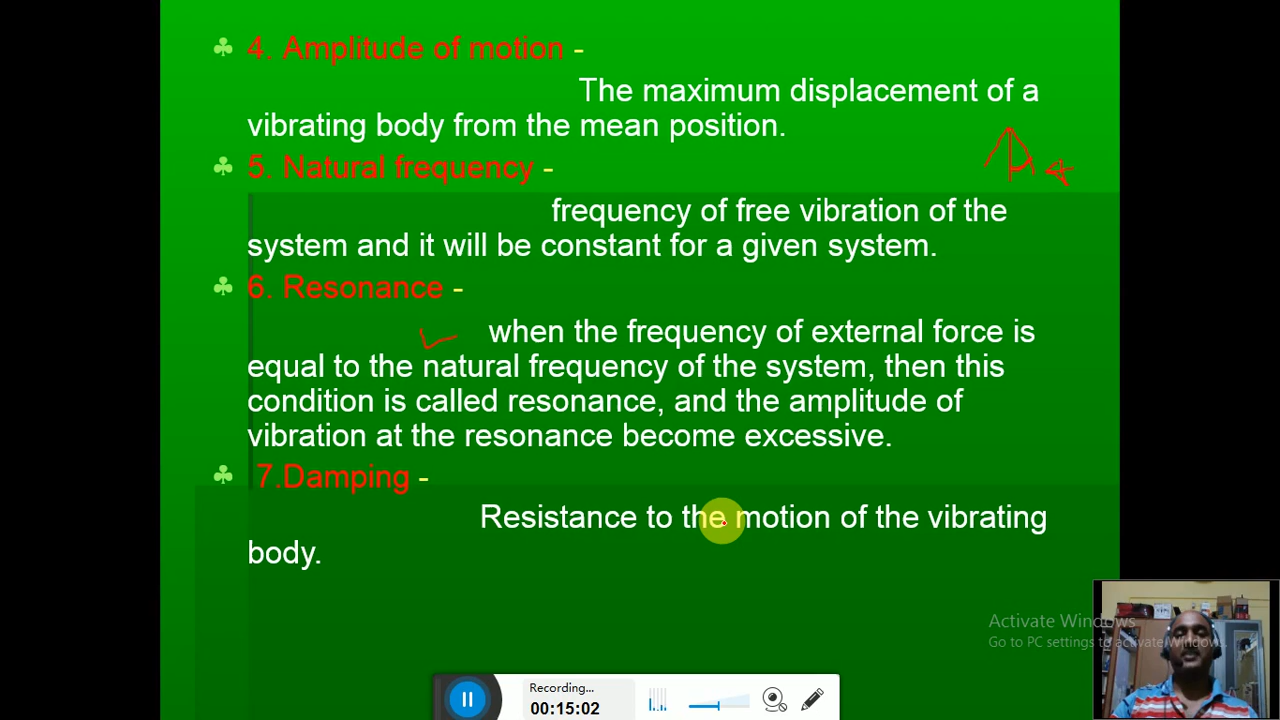 4. Amplitude of motion -
The maximum displacement of a
vibrating body from the mean position.
5. Natural frequency -
frequency of free vibration of the
system and it will be constant for a given system.
6. Resonance -
when the frequency of external force is
equal to the natural frequency of the system, then this
condition is called resonance, and the amplitude of
vibration at the resonance become excessive.
7.Damping -
Resistance to the motion of the vibrating
body.
Activate Windows
Go to PC settings to activate Windows.
Recording...
00:15:02